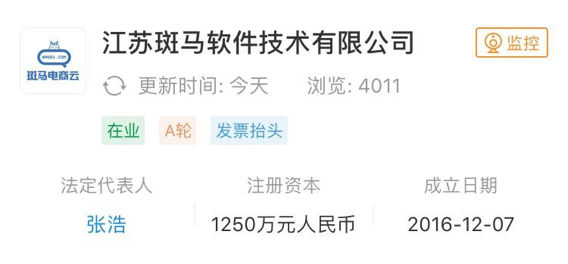 江苏斑马软件技术有限公司
监控
斑马电商云
更新时间: 今天 浏览: 4011
在业 A轮 发票抬头
法定代表人 注册资本 成立日期
张浩 1250万元人民币 2016-12-07